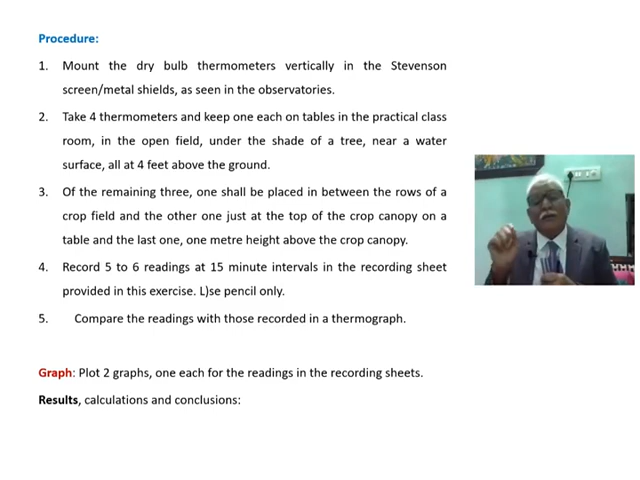 Procedure:
1. Mount the dry bulb thermometers vertically in the Stevenson
screen/metal shields, as seen in the observatories.
2. Take 4 thermometers and keep one each on tables in the practical class
room, in the open field, under the shade of a tree, near a water
surface, all at 4 feet above the ground.
3. Of the remaining three, one shall be placed in between the rows of a
crop field and the other one just at the top of the crop canopy on a
table and the last one, one metre height above the crop canopy.
4. Record 5 to 6 readings at 15 minute intervals in the recording sheet
provided in this exercise. L)se pencil only.
5. Compare the readings with those recorded in a thermograph.
Graph: Plot 2 graphs, one each for the readings in the recording sheets.
Results, calculations and conclusions: